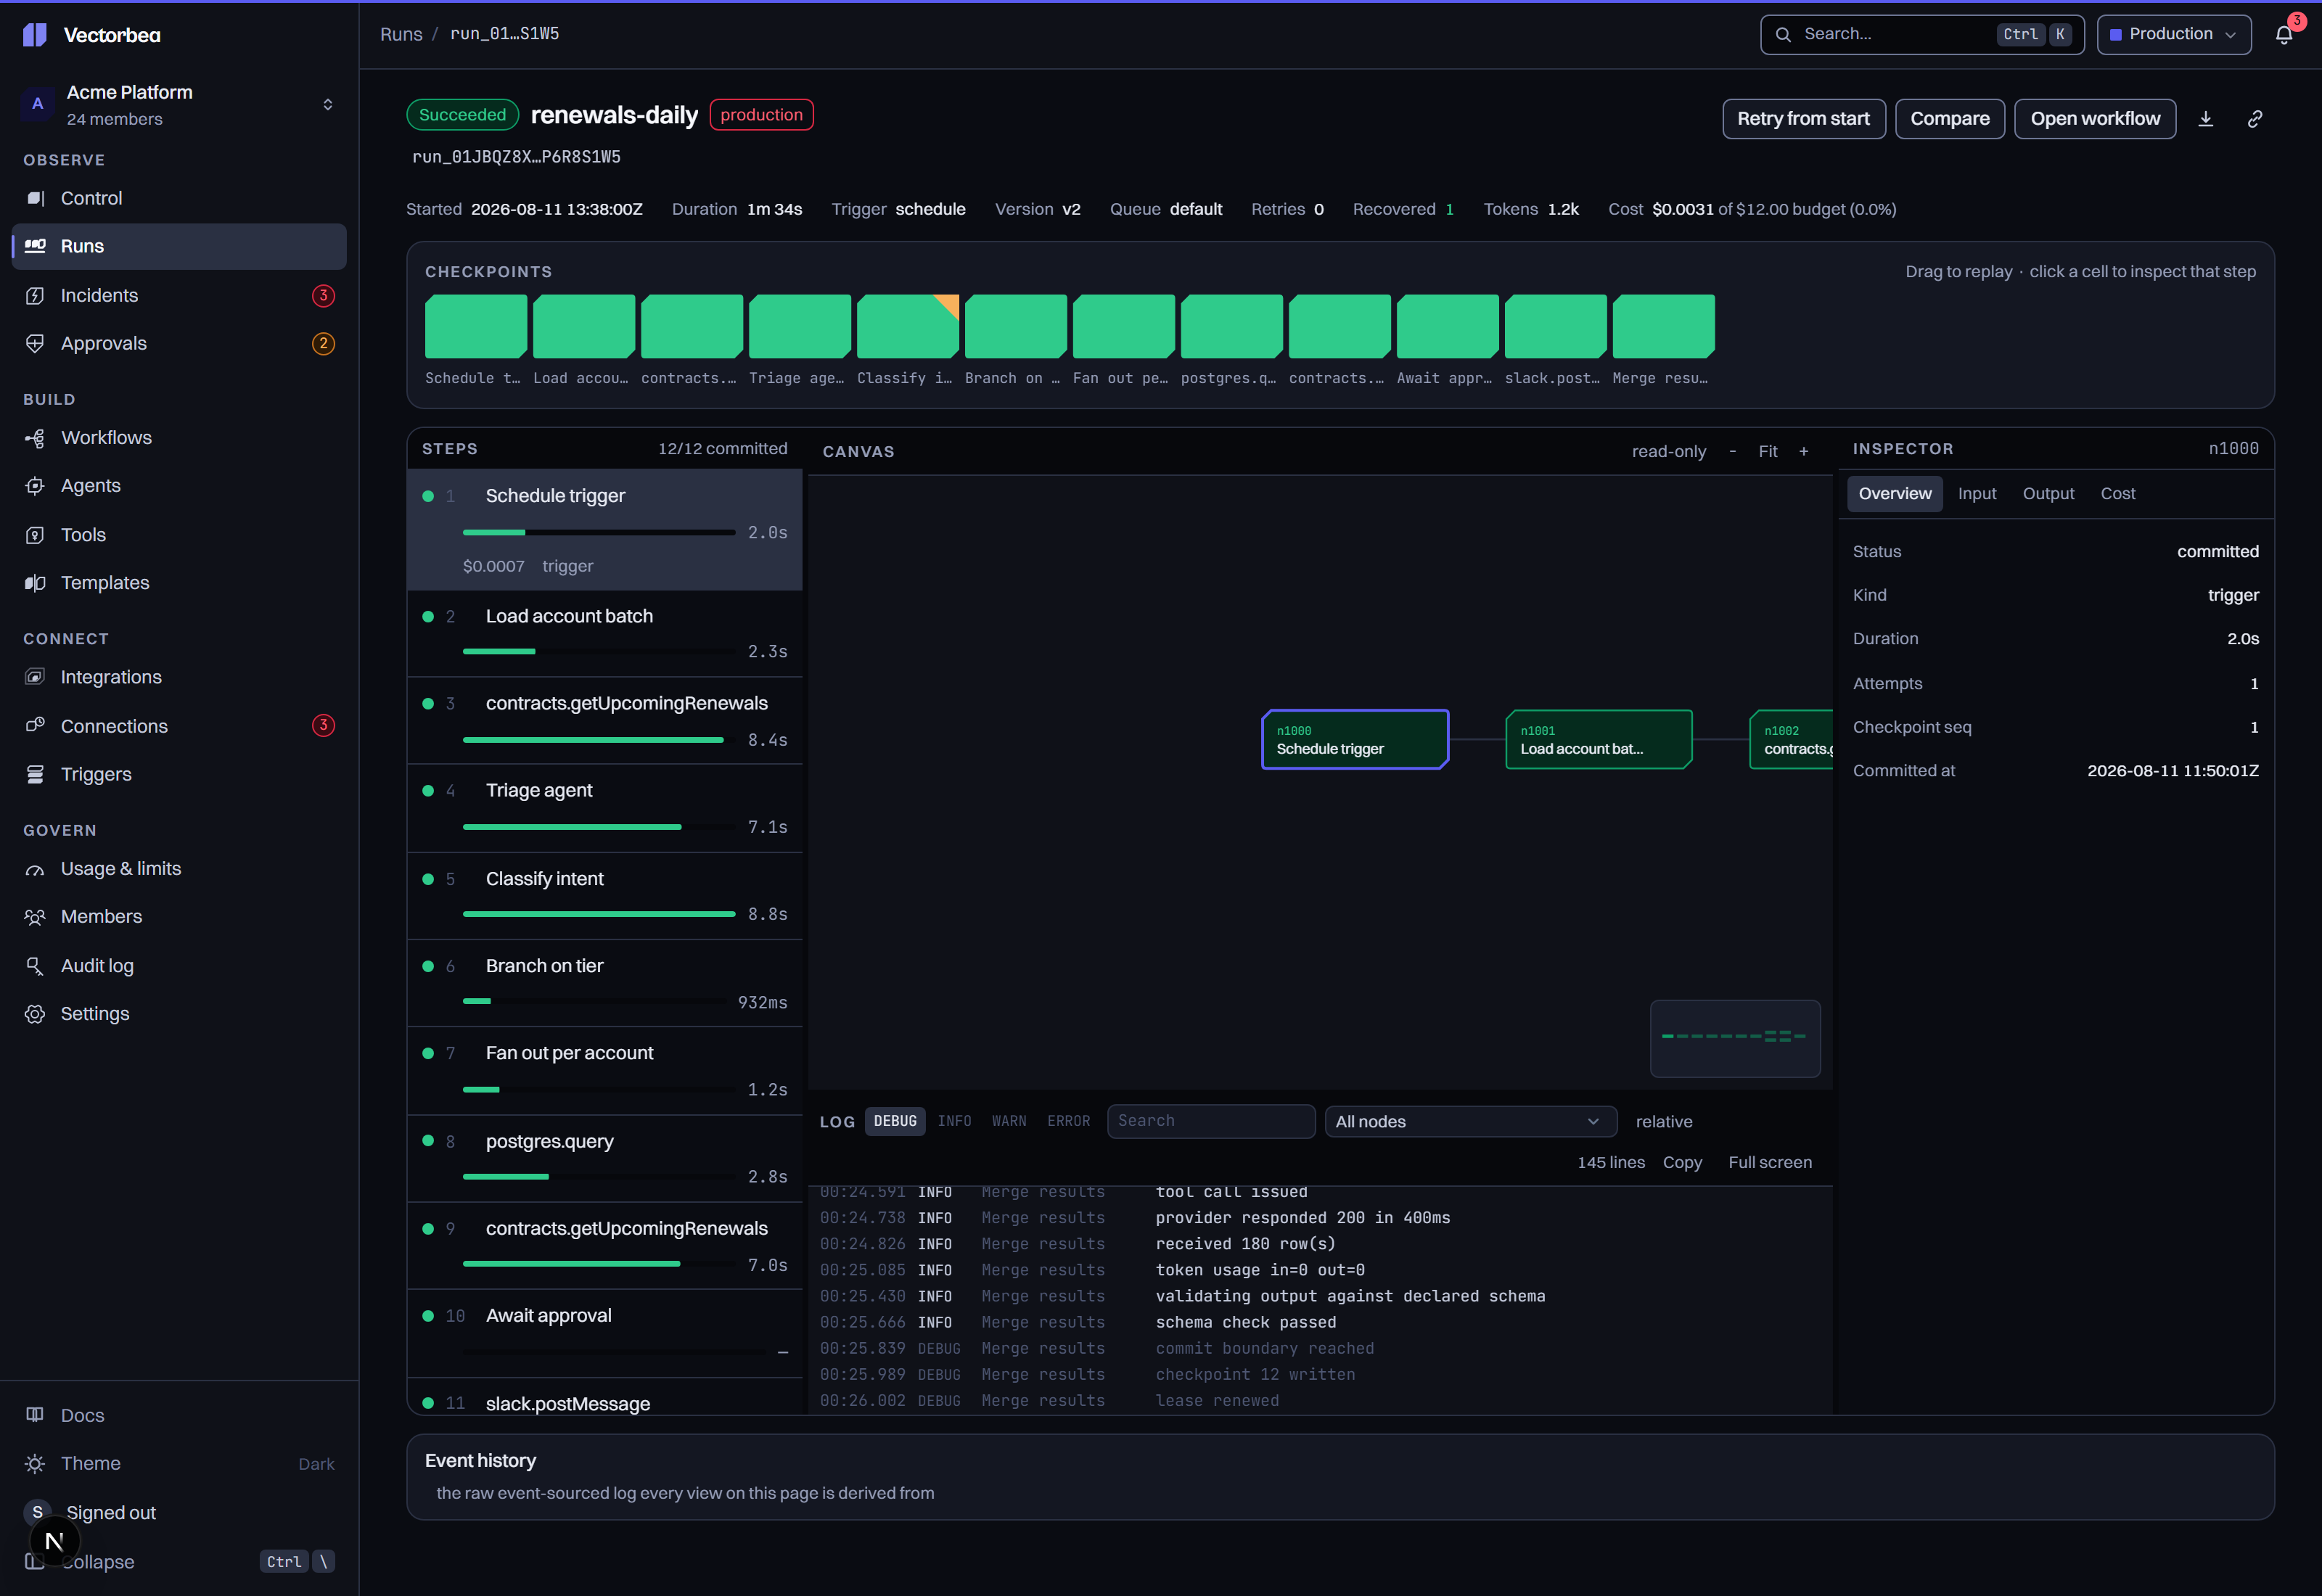 Vectorbea
Runs / run_01…S1W5
Search...
Ctrl K
Production
3
A
Acme Platform
24 members
OBSERVE
Control
Runs
Incidents 3
Approvals 2
BUILD
Workflows
Agents
Tools
Templates
CONNECT
Integrations
Connections 3
Triggers
GOVERN
Usage & limits
Members
Audit log
Settings
Docs
Theme Dark
S Signed out
N
Collapse Ctrl \
Succeeded renewals-daily production
run_01JBQZ8X…P6R8S1W5
Retry from start
Compare
Open workflow
Started 2026-08-11 13:38:00Z Duration 1m 34s Trigger schedule Version v2 Queue default Retries 0 Recovered 1 Tokens 1.2k Cost $0.0031 of $12.00 budget (0.0%)
CHECKPOINTS
Drag to replay · click a cell to inspect that step
Schedule t… Load accou… contracts.… Triage age… Classify i… Branch on … Fan out pe… postgres.q… contracts.… Await appr… slack.post… Merge resu…
STEPS 12/12 committed
1 Schedule trigger
2.0s
$0.0007 trigger
2 Load account batch
2.3s
3 contracts.getUpcomingRenewals
8.4s
4 Triage agent
7.1s
5 Classify intent
8.8s
6 Branch on tier
932ms
7 Fan out per account
1.2s
8 postgres.query
2.8s
9 contracts.getUpcomingRenewals
7.0s
10 Await approval
—
11 slack.postMessage
CANVAS read-only - Fit +
n1000
Schedule trigger
n1001
Load account bat…
n1002
contracts.g
LOG DEBUG INFO WARN ERROR Search All nodes relative
145 lines Copy Full screen
00:24.591 INFO Merge results tool call issued
00:24.738 INFO Merge results provider responded 200 in 400ms
00:24.826 INFO Merge results received 180 row(s)
00:25.085 INFO Merge results token usage in=0 out=0
00:25.430 INFO Merge results validating output against declared schema
00:25.666 INFO Merge results schema check passed
00:25.839 DEBUG Merge results commit boundary reached
00:25.989 DEBUG Merge results checkpoint 12 written
00:26.002 DEBUG Merge results lease renewed
INSPECTOR n1000
Overview Input Output Cost
Status committed
Kind trigger
Duration 2.0s
Attempts 1
Checkpoint seq 1
Committed at 2026-08-11 11:50:01Z
Event history
the raw event-sourced log every view on this page is derived from